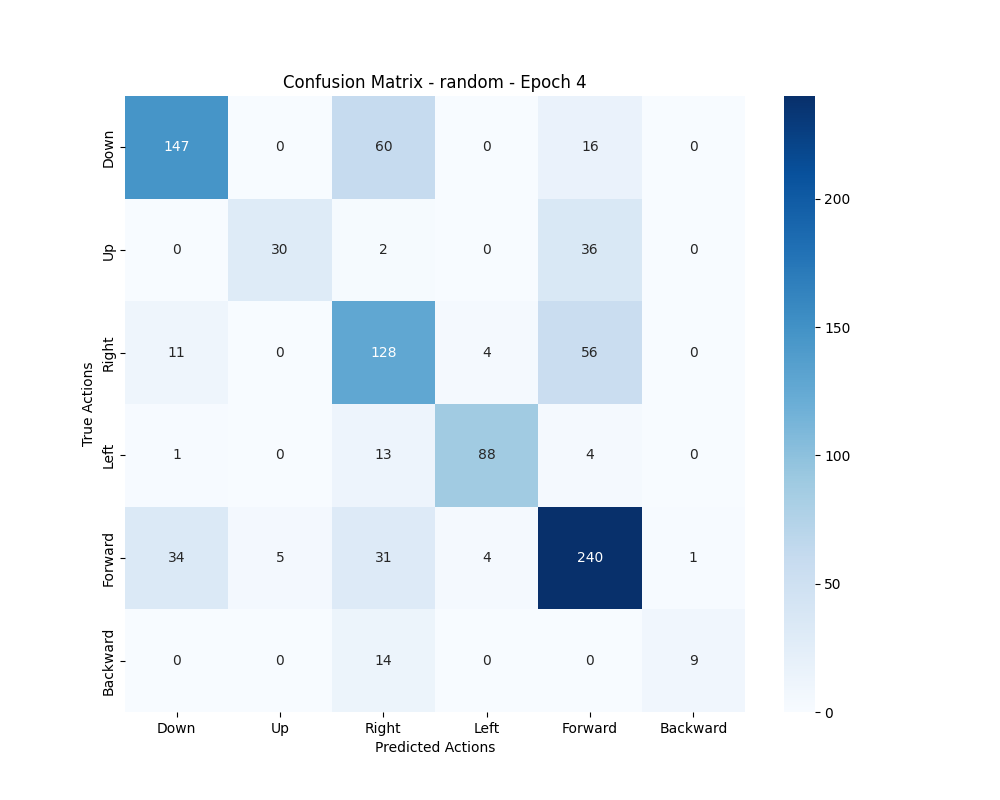 Confusion Matrix - random - Epoch 4
True Actions
Down 147 0 60 0 16 0
Up 0 30 2 0 36 0
Right 11 0 128 4 56 0
Left 1 0 13 88 4 0
Forward 34 5 31 4 240 1
Backward 0 0 14 0 0 9
Down Up Right Left Forward Backward
Predicted Actions
200
150
100
50
0